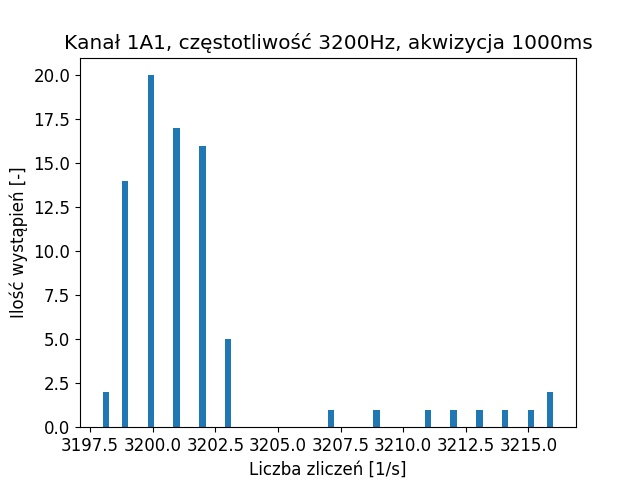 Kanał 1A1, częstotliwość 3200Hz, akwizycja 1000ms
20.0
17.5
15.0
12.5
10.0
7.5
5.0
2.5
0.0
Ilość wystąpień [-]
3197.5 3200.0 3202.5 3205.0 3207.5 3210.0 3212.5 3215.0
Liczba zliczeń [1/s]